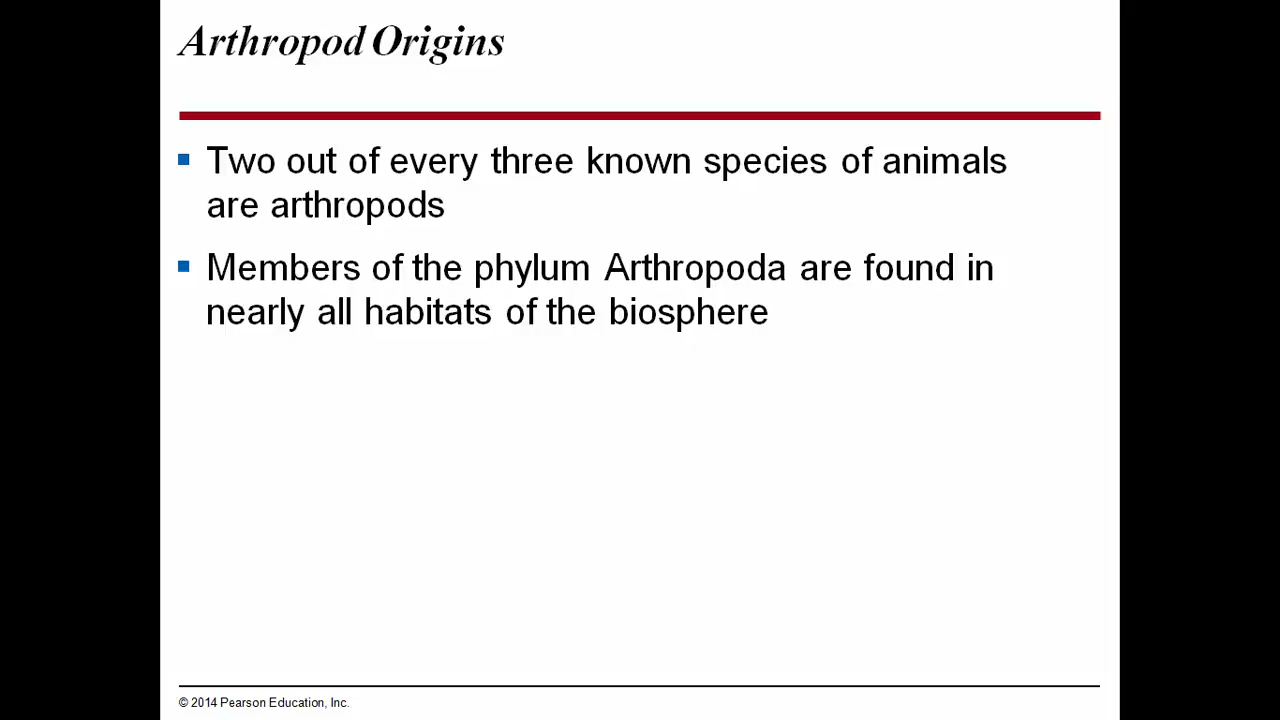 Arthropod Origins
Two out of every three known species of animals
are arthropods
Members of the phylum Arthropoda are found in
nearly all habitats of the biosphere
© 2014 Pearson Education, Inc.